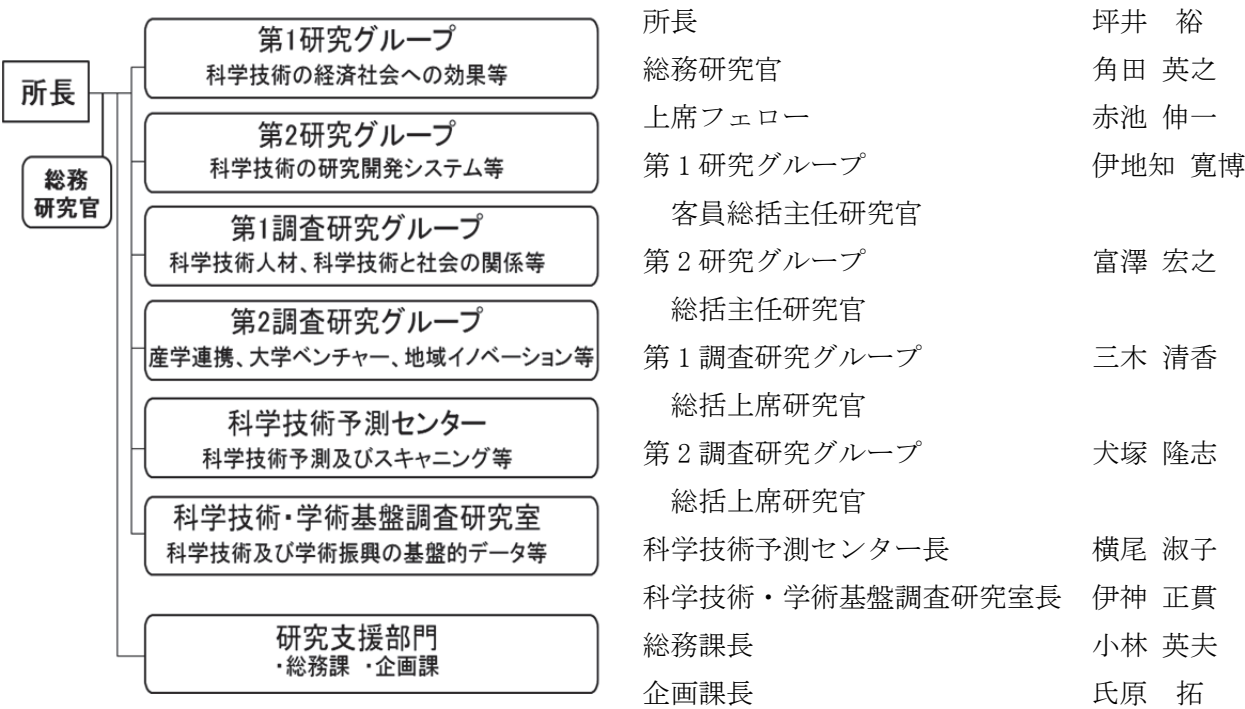 所長
総務
研究官
第1研究グループ
科学技術の経済社会への効果等
第2研究グループ
科学技術の研究開発システム等
第1調査研究グループ
科学技術人材、科学技術と社会の関係等
第2調査研究グループ
産学連携、大学ベンチャー、地域イノベーション等
科学技術予測センター
科学技術予測及びスキャニング等
科学技術・学術基盤調査研究室
科学技術及び学術振興の基盤的データ等
研究支援部門
・総務課 ・企画課
所長 坪井 裕
総務研究官 角田 英之
上席フェロー 赤池 伸一
第1研究グループ 伊地知 寛博
客員総括主任研究官
第2研究グループ 富澤 宏之
総括主任研究官
第1調査研究グループ 三木 清香
総括上席研究官
第2調査研究グループ 犬塚 隆志
総括上席研究官
科学技術予測センター長 横尾 淑子
科学技術・学術基盤調査研究室長 伊神 正貫
総務課長 小林 英夫
企画課長 氏原 拓